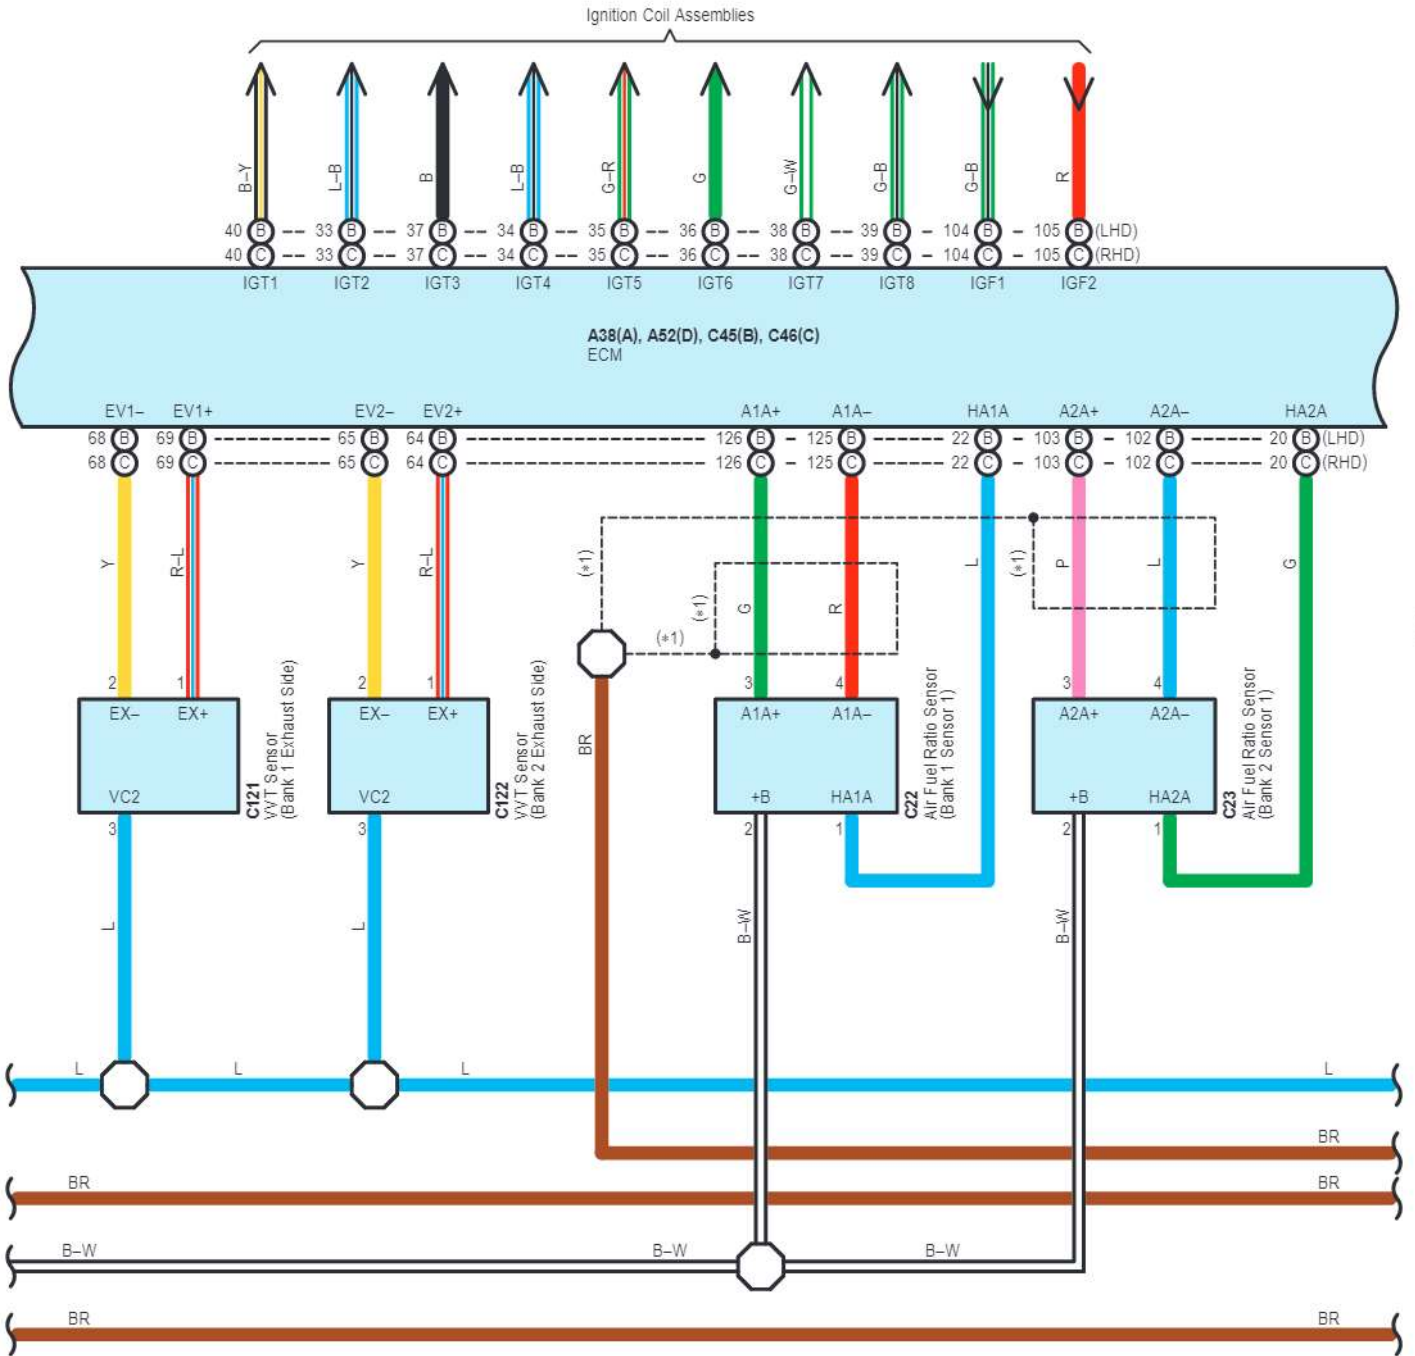 Ignition Coil Assemblies
B–Y L–B B L–B G–R G G–W G–B G–B R
40 B 33 B 37 B 34 B 35 B 36 B 38 B 39 B 104 B 105 B (LHD)
40 C 33 C 37 C 34 C 35 C 36 C 38 C 39 C 104 C 105 C (RHD)
IGT1 IGT2 IGT3 IGT4 IGT5 IGT6 IGT7 IGT8 IGF1 IGF2
A38(A), A52(D), C45(B), C46(C)
ECM
EV1– EV1+ EV2– EV2+ A1A+ A1A– HA1A A2A+ A2A– HA2A
68 B 69 B 65 B 64 B 126 B 125 B 22 B 103 B 102 B 20 B (LHD)
68 C 69 C 65 C 64 C 126 C 125 C 22 C 103 C 102 C 20 C (RHD)
Y R–L Y R–L (*1) L (*1) P L G
(*1) G R
(*1)
2 1 2 1 3 4 3 4
EX– EX+ EX– EX+ A1A+ A1A– A2A+ A2A–
BR
VC2 VC2 +B HA1A +B HA2A
C121
VVT Sensor
(Bank 1 Exhaust Side)
C122
VVT Sensor
(Bank 2 Exhaust Side)
C22
Air Fuel Ratio Sensor
(Bank 1 Sensor 1)
C23
Air Fuel Ratio Sensor
(Bank 2 Sensor 1)
3 3 2 1 2 1
L L B–W B–W
L L L L
BR
BR BR
B–W B–W B–W
BR BR